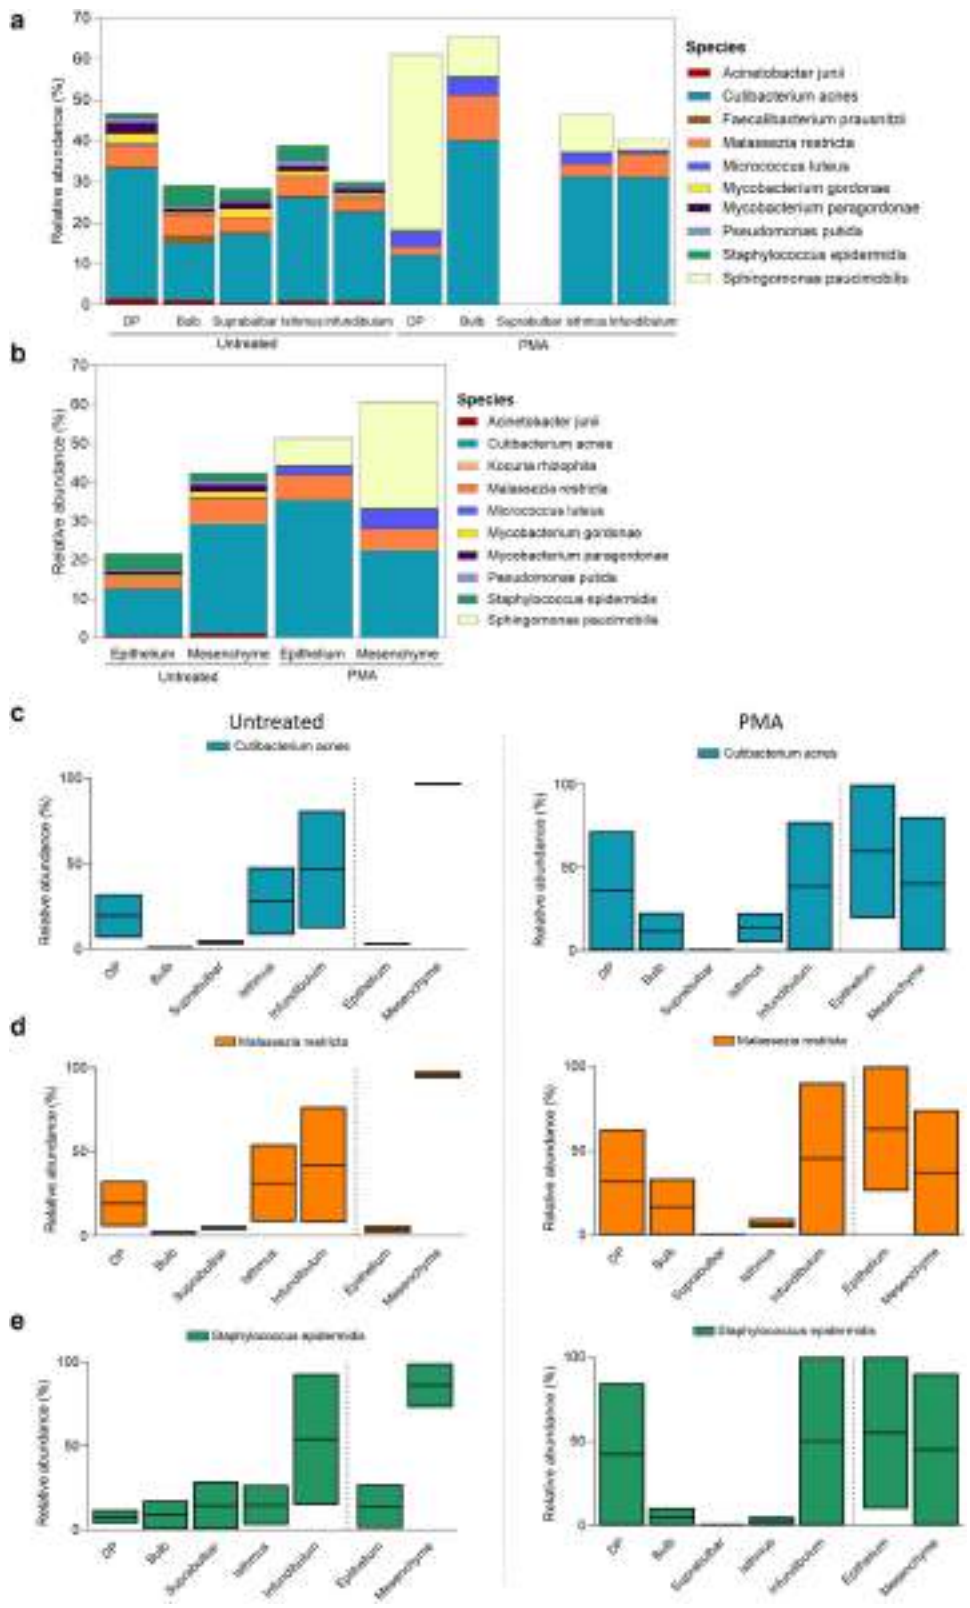 a
Relative abundance (%)
70
60
50
40
30
20
10
0
DP Bulb Suprabulbar Isthmus Infundibulum DP Bulb Suprabulbar Isthmus Infundibulum
Untreated PMA
Species
Acinetobacter junii
Cutibacterium acnes
Faecalibacterium prausnitzii
Malassezia restricta
Micrococcus luteus
Mycobacterium gordonae
Mycobacterium paragordonae
Pseudomonas putida
Staphylococcus epidermidis
Sphingomonas paucimobilis
b
Relative abundance (%)
70
60
50
40
30
20
10
0
Epithelium Mesenchyme Epithelium Mesenchyme
Untreated PMA
Species
Acinetobacter junii
Cutibacterium acnes
Kocuria rhizophila
Malassezia restricta
Micrococcus luteus
Mycobacterium gordonae
Mycobacterium paragordonae
Pseudomonas putida
Staphylococcus epidermidis
Sphingomonas paucimobilis
c
Untreated PMA
Cutibacterium acnes
Relative abundance (%)
100
50
0
DP Bulb Suprabulbar Isthmus Infundibulum Epithelium Mesenchyme
Cutibacterium acnes
Relative abundance (%)
100
50
0
DP Bulb Suprabulbar Isthmus Infundibulum Epithelium Mesenchyme
d
Malassezia restricta
Relative abundance (%)
100
50
0
DP Bulb Suprabulbar Isthmus Infundibulum Epithelium Mesenchyme
Malassezia restricta
Relative abundance (%)
100
50
0
DP Bulb Suprabulbar Isthmus Infundibulum Epithelium Mesenchyme
e
Staphylococcus epidermidis
Relative abundance (%)
100
50
0
DP Bulb Suprabulbar Isthmus Infundibulum Epithelium Mesenchyme
Staphylococcus epidermidis
Relative abundance (%)
100
50
0
DP Bulb Suprabulbar Isthmus Infundibulum Epithelium Mesenchyme